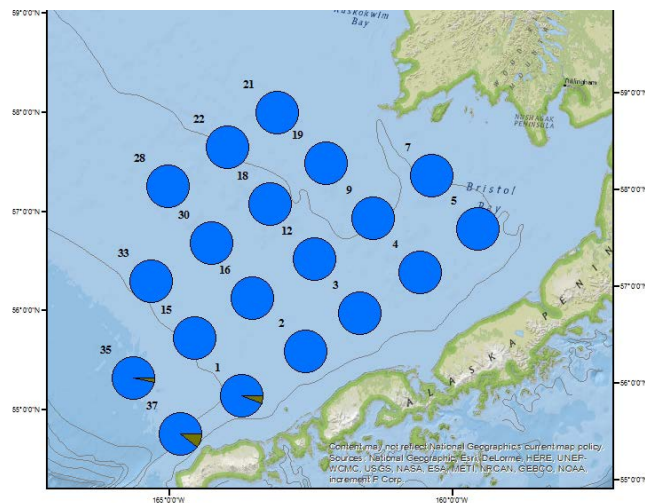 59°0'0"N
Bay
59°0'0"N
Dillingham
NUSHAGAK
PENINSULA
58°0'0"N
21
22
19
7
28
18
9
5
Bristol
Bay
58°0'0"N
57°0'0"N
30
12
4
33
16
3
57°0'0"N
56°0'0"N
15
2
35
1
56°0'0"N
37
55°0'0"N
ALASKA PENIN
Content may not reflect National Geographic's current map policy.
Sources: National Geographic, Esri, DeLorme, HERE, UNEP-
WCMC, USGS, NASA, ESA, METI, NRCAN, GEBCO, NOAA,
increment P Corp.
55°0'0"N
165°0'0"W
160°0'0"W